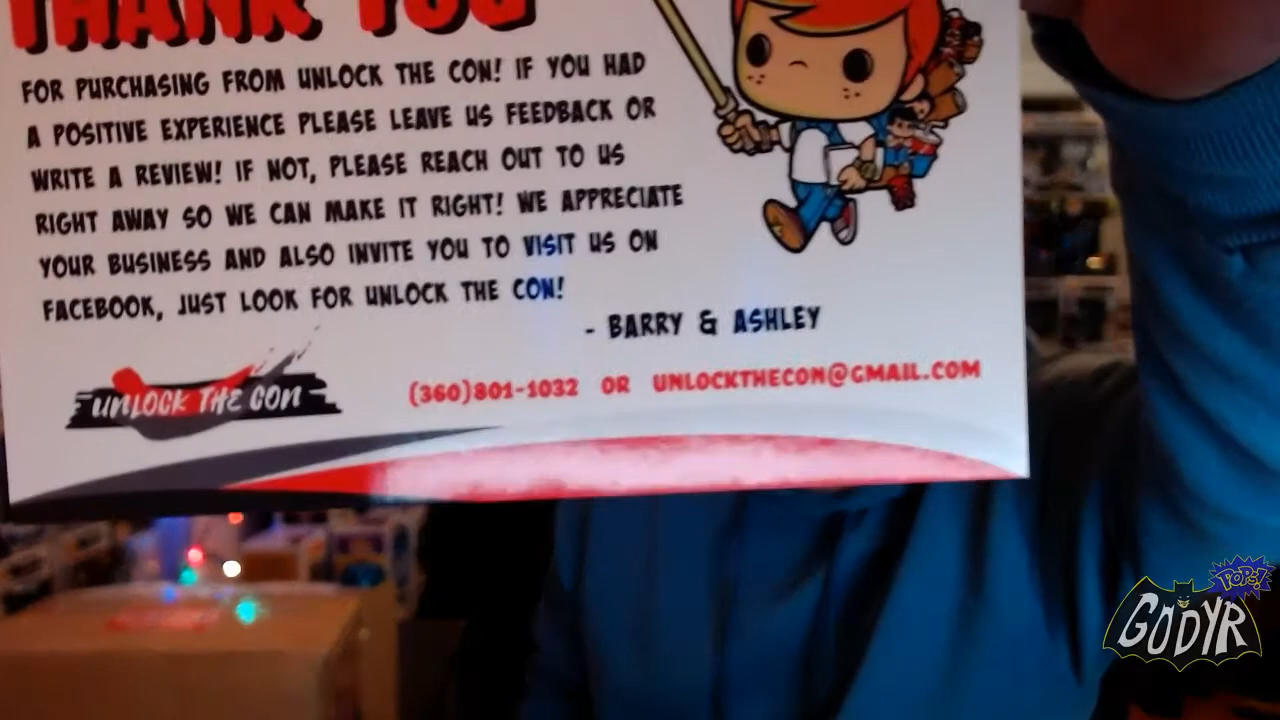 THANK YOU
FOR PURCHASING FROM UNLOCK THE CON! IF YOU HAD
A POSITIVE EXPERIENCE PLEASE LEAVE US FEEDBACK OR
WRITE A REVIEW! IF NOT, PLEASE REACH OUT TO US
RIGHT AWAY SO WE CAN MAKE IT RIGHT! WE APPRECIATE
YOUR BUSINESS AND ALSO INVITE YOU TO VISIT US ON
FACEBOOK, JUST LOOK FOR UNLOCK THE CON!
- BARRY & ASHLEY
UNLOCK THE CON
(360)801-1032 OR UNLOCKTHECON@GMAIL.COM
POPS!
GODYR